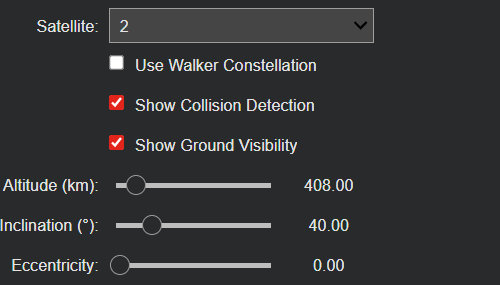 Satellite: 2
Use Walker Constellation
Show Collision Detection
Show Ground Visibility
Altitude (km): 408.00
Inclination (°): 40.00
Eccentricity: 0.00